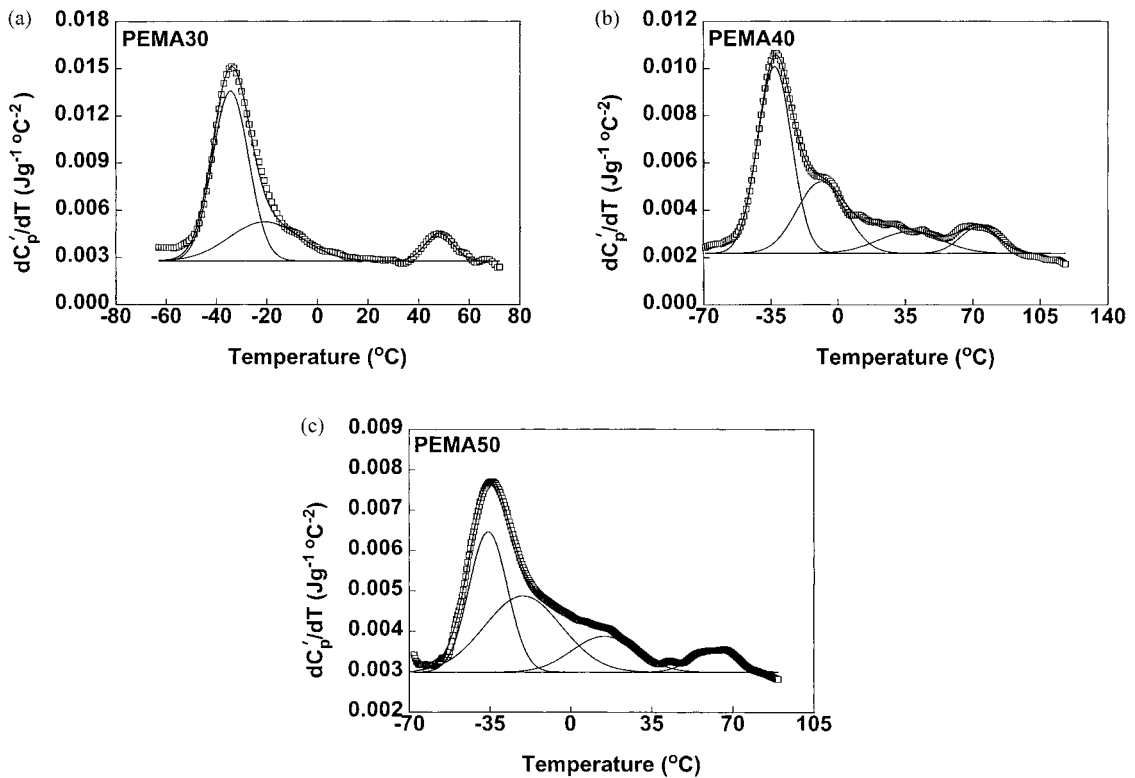 (a)
PEMA30
0.018
0.015
0.012
0.009
0.006
0.003
0.000
dC′p/dT (Jg-1 oC-2)
-80 -60 -40 -20 0 20 40 60 80
Temperature (oC)
(b)
PEMA40
0.012
0.010
0.008
0.006
0.004
0.002
0.000
dC′p/dT (Jg-1 oC-2)
-70 -35 0 35 70 105 140
Temperature (oC)
(c)
PEMA50
0.009
0.008
0.007
0.006
0.005
0.004
0.003
0.002
dC′p/dT (Jg-1 oC-2)
-70 -35 0 35 70 105
Temperature (oC)